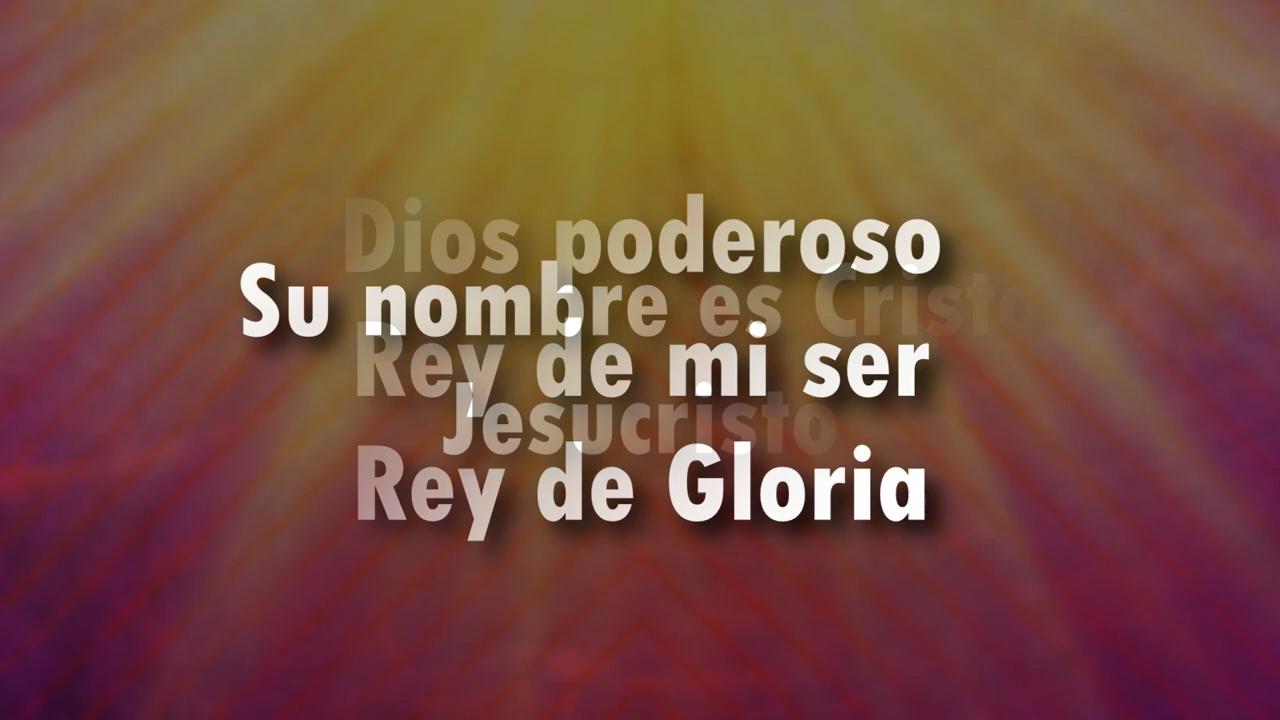 Dios poderoso
Su nombre es Cristo
Rey de mi ser
Jesucristo
Rey de Gloria